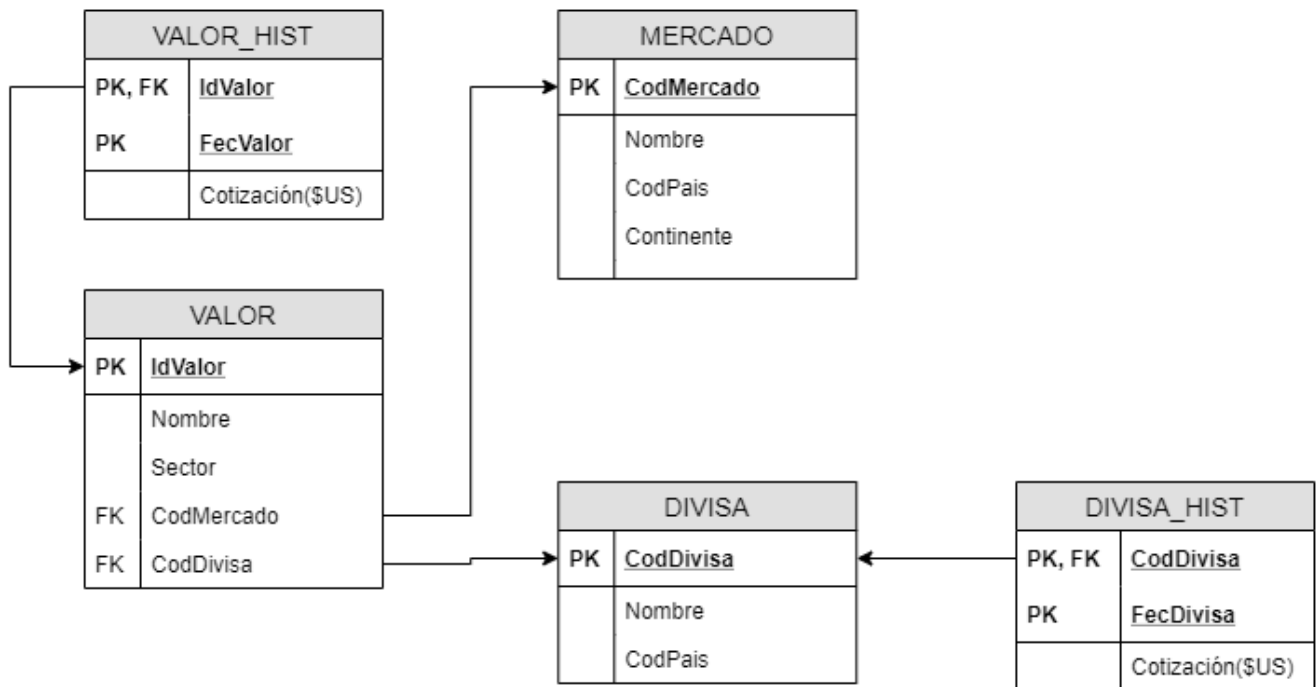 VALOR_HIST
PK, FK IdValor
PK FecValor
Cotización($US)
MERCADO
PK CodMercado
Nombre
CodPais
Continente
VALOR
PK IdValor
Nombre
Sector
FK CodMercado
FK CodDivisa
DIVISA
PK CodDivisa
Nombre
CodPais
DIVISA_HIST
PK, FK CodDivisa
PK FecDivisa
Cotización($US)